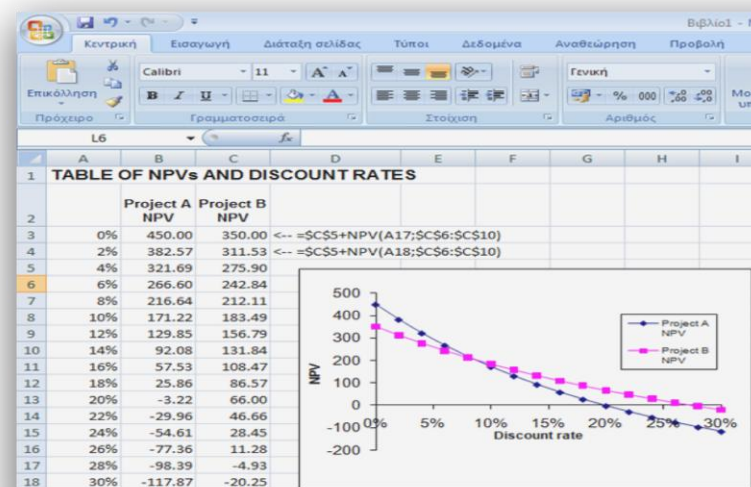 Βιβλίο1 -
Κεντρική Εισαγωγή Διάταξη σελίδας Τύποι Δεδομένα Αναθεώρηση Προβολή
Επικόλληση
Calibri 11 A A
B I U A
Γενική
% 000
Πρόχειρο Γραμματοσειρά Στοίχιση Αριθμός
L6 fx
A B C D E F G H I
1 TABLE OF NPVs AND DISCOUNT RATES
2 Project A NPV Project B NPV
3 0% 450.00 350.00 <-- =$C$5+NPV(A17;$C$6:$C$10)
4 2% 382.57 311.53 <-- =$C$5+NPV(A18;$C$6:$C$10)
5 4% 321.69 275.90
6 6% 266.60 242.84
7 8% 216.64 212.11
8 10% 171.22 183.49
9 12% 129.85 156.79
10 14% 92.08 131.84
11 16% 57.53 108.47
12 18% 25.86 86.57
13 20% -3.22 66.00
14 22% -29.96 46.66
15 24% -54.61 28.45
16 26% -77.36 11.28
17 28% -98.39 -4.93
18 30% -117.87 -20.25
500
400
300
200
100
0
-100
-200
NPV
0% 5% 10% 15% 20% 25% 30%
Discount rate
Project A
NPV
Project B
NPV